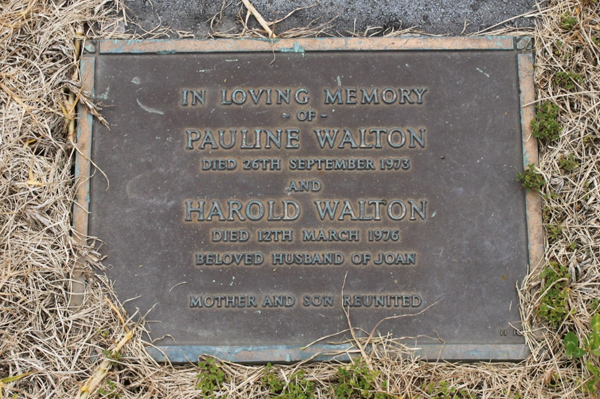 IN LOVING MEMORY
- OF -
PAULINE WALTON
DIED 26TH SEPTEMBER 1973
AND
HAROLD WALTON
DIED 12TH MARCH 1976
BELOVED HUSBAND OF JOAN
MOTHER AND SON REUNITED